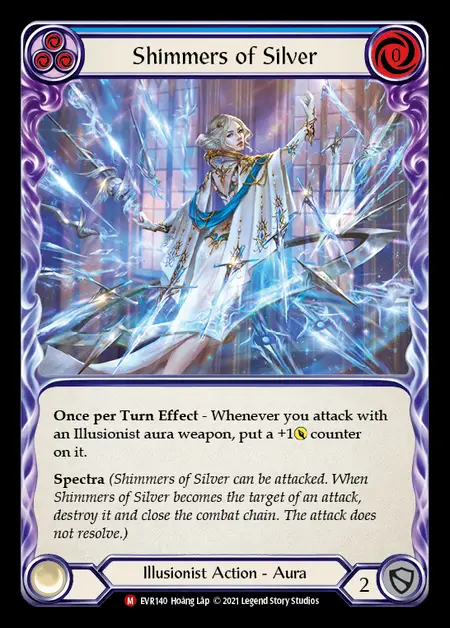 Shimmers of Silver
0
Once per Turn Effect - Whenever you attack with
an Illusionist aura weapon, put a +1 counter
on it.
Spectra (Shimmers of Silver can be attacked. When
Shimmers of Silver becomes the target of an attack,
destroy it and close the combat chain. The attack does
not resolve.)
Illusionist Action - Aura
2
M EVR140 Hoàng Lập © 2021 Legend Story Studios